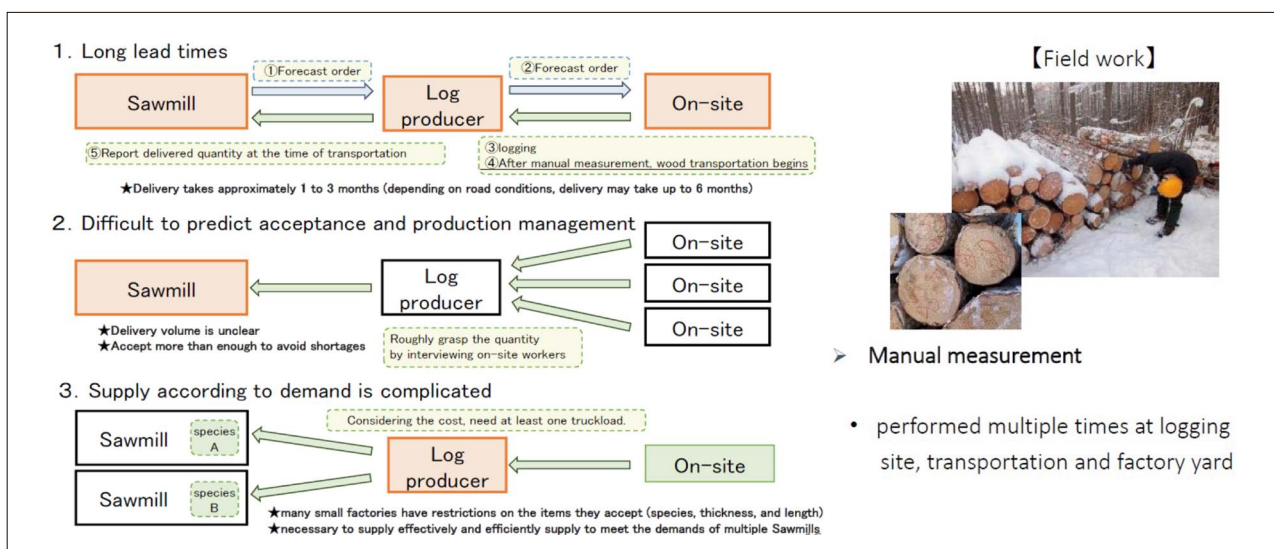 1. Long lead times
①Forecast order
②Forecast order
Sawmill
Log
producer
On-site
⑤Report delivered quantity at the time of transportation
③logging
④After manual measurement, wood transportation begins
★Delivery takes approximately 1 to 3 months (depending on road conditions, delivery may take up to 6 months)
2. Difficult to predict acceptance and production management
On-site
Sawmill
Log
producer
On-site
On-site
★Delivery volume is unclear
★Accept more than enough to avoid shortages
Roughly grasp the quantity
by interviewing on-site workers
3. Supply according to demand is complicated
Considering the cost, need at least one truckload.
Sawmill
species
A
Log
producer
On-site
Sawmill
species
B
★many small factories have restrictions on the items they accept (species, thickness, and length)
★necessary to supply effectively and efficiently supply to meet the demands of multiple Sawmills
【Field work】
➢ Manual measurement
• performed multiple times at logging
site, transportation and factory yard